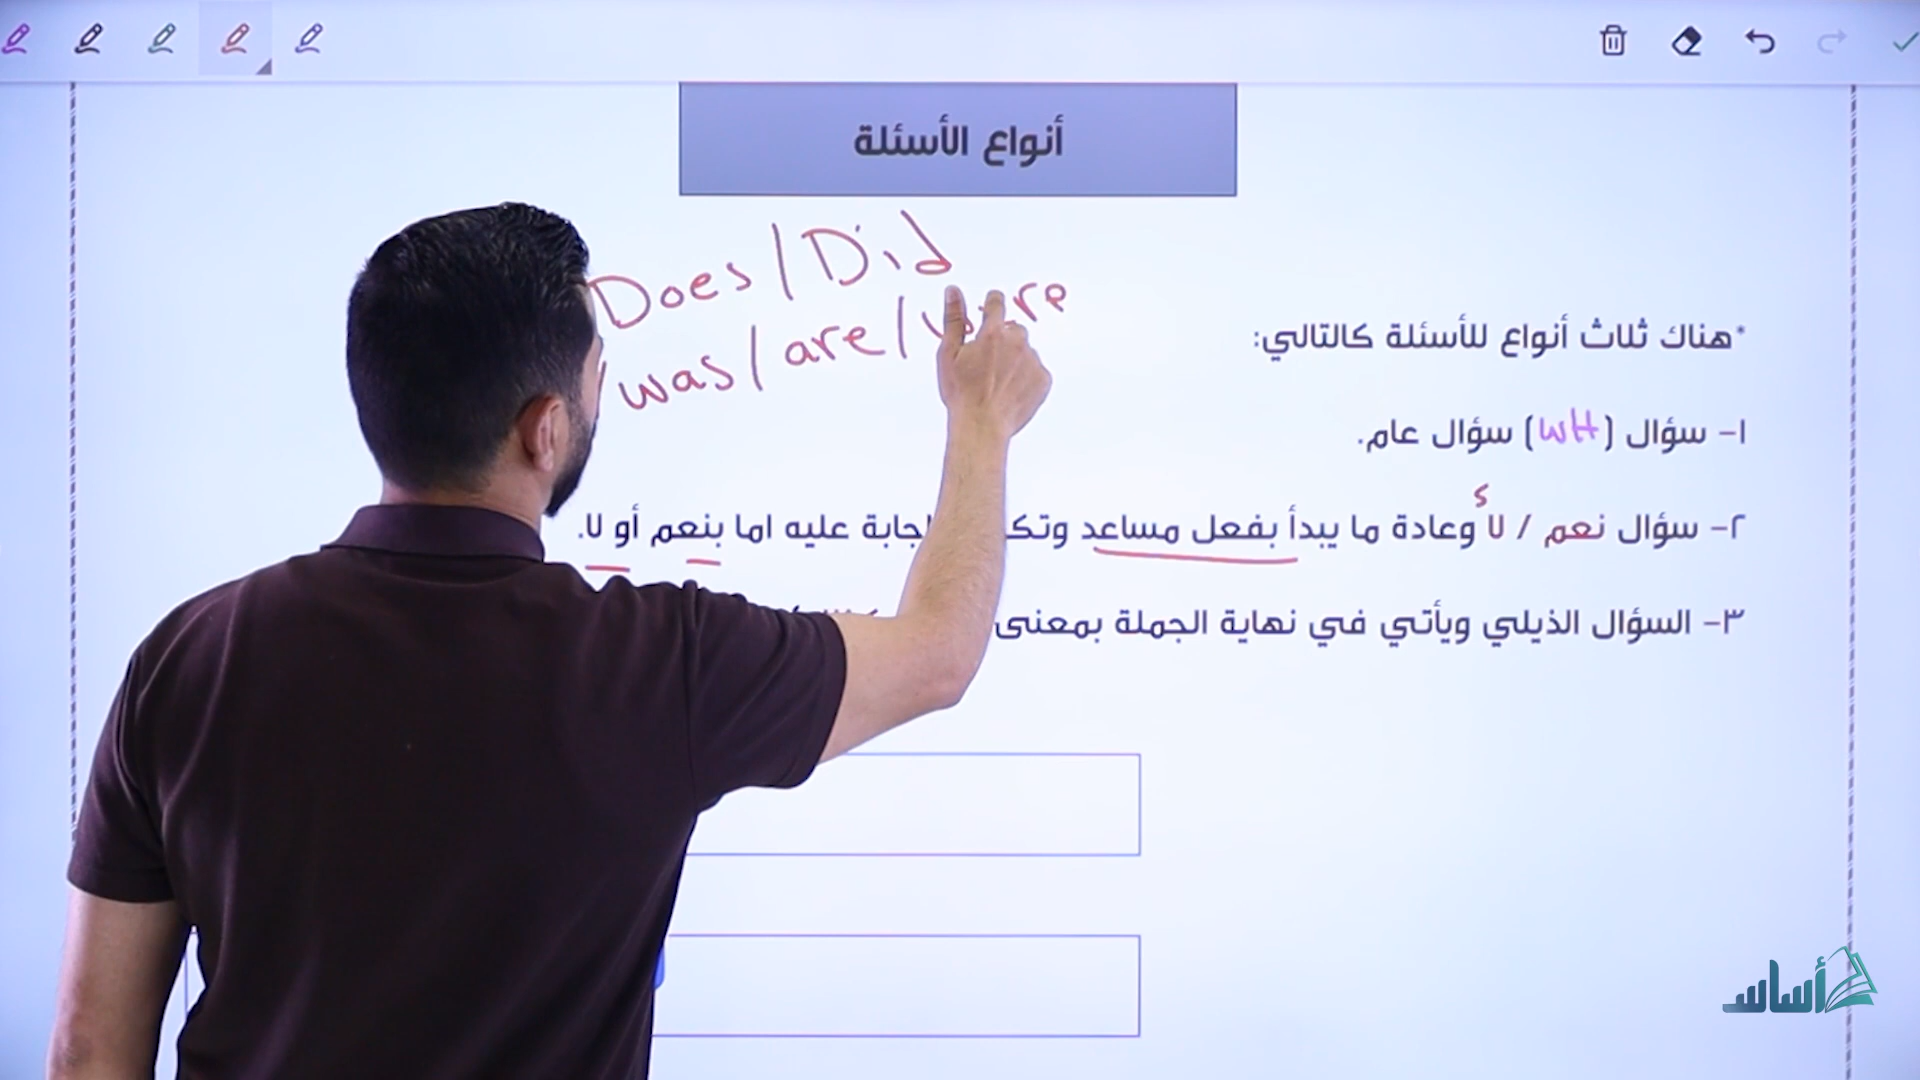 أنواع الأسئلة
Does / Did
/ was / are / were
*هناك ثلاث أنواع للأسئلة كالتالي:
١- سؤال (WH) سؤال عام.
٢- سؤال نعم / لا وعادة ما يبدأ بفعل مساعد عليه اما بنعم أو لا.
٣- السؤال الذيلي ويأتي في نهاية الجملة بمعنى
أساس